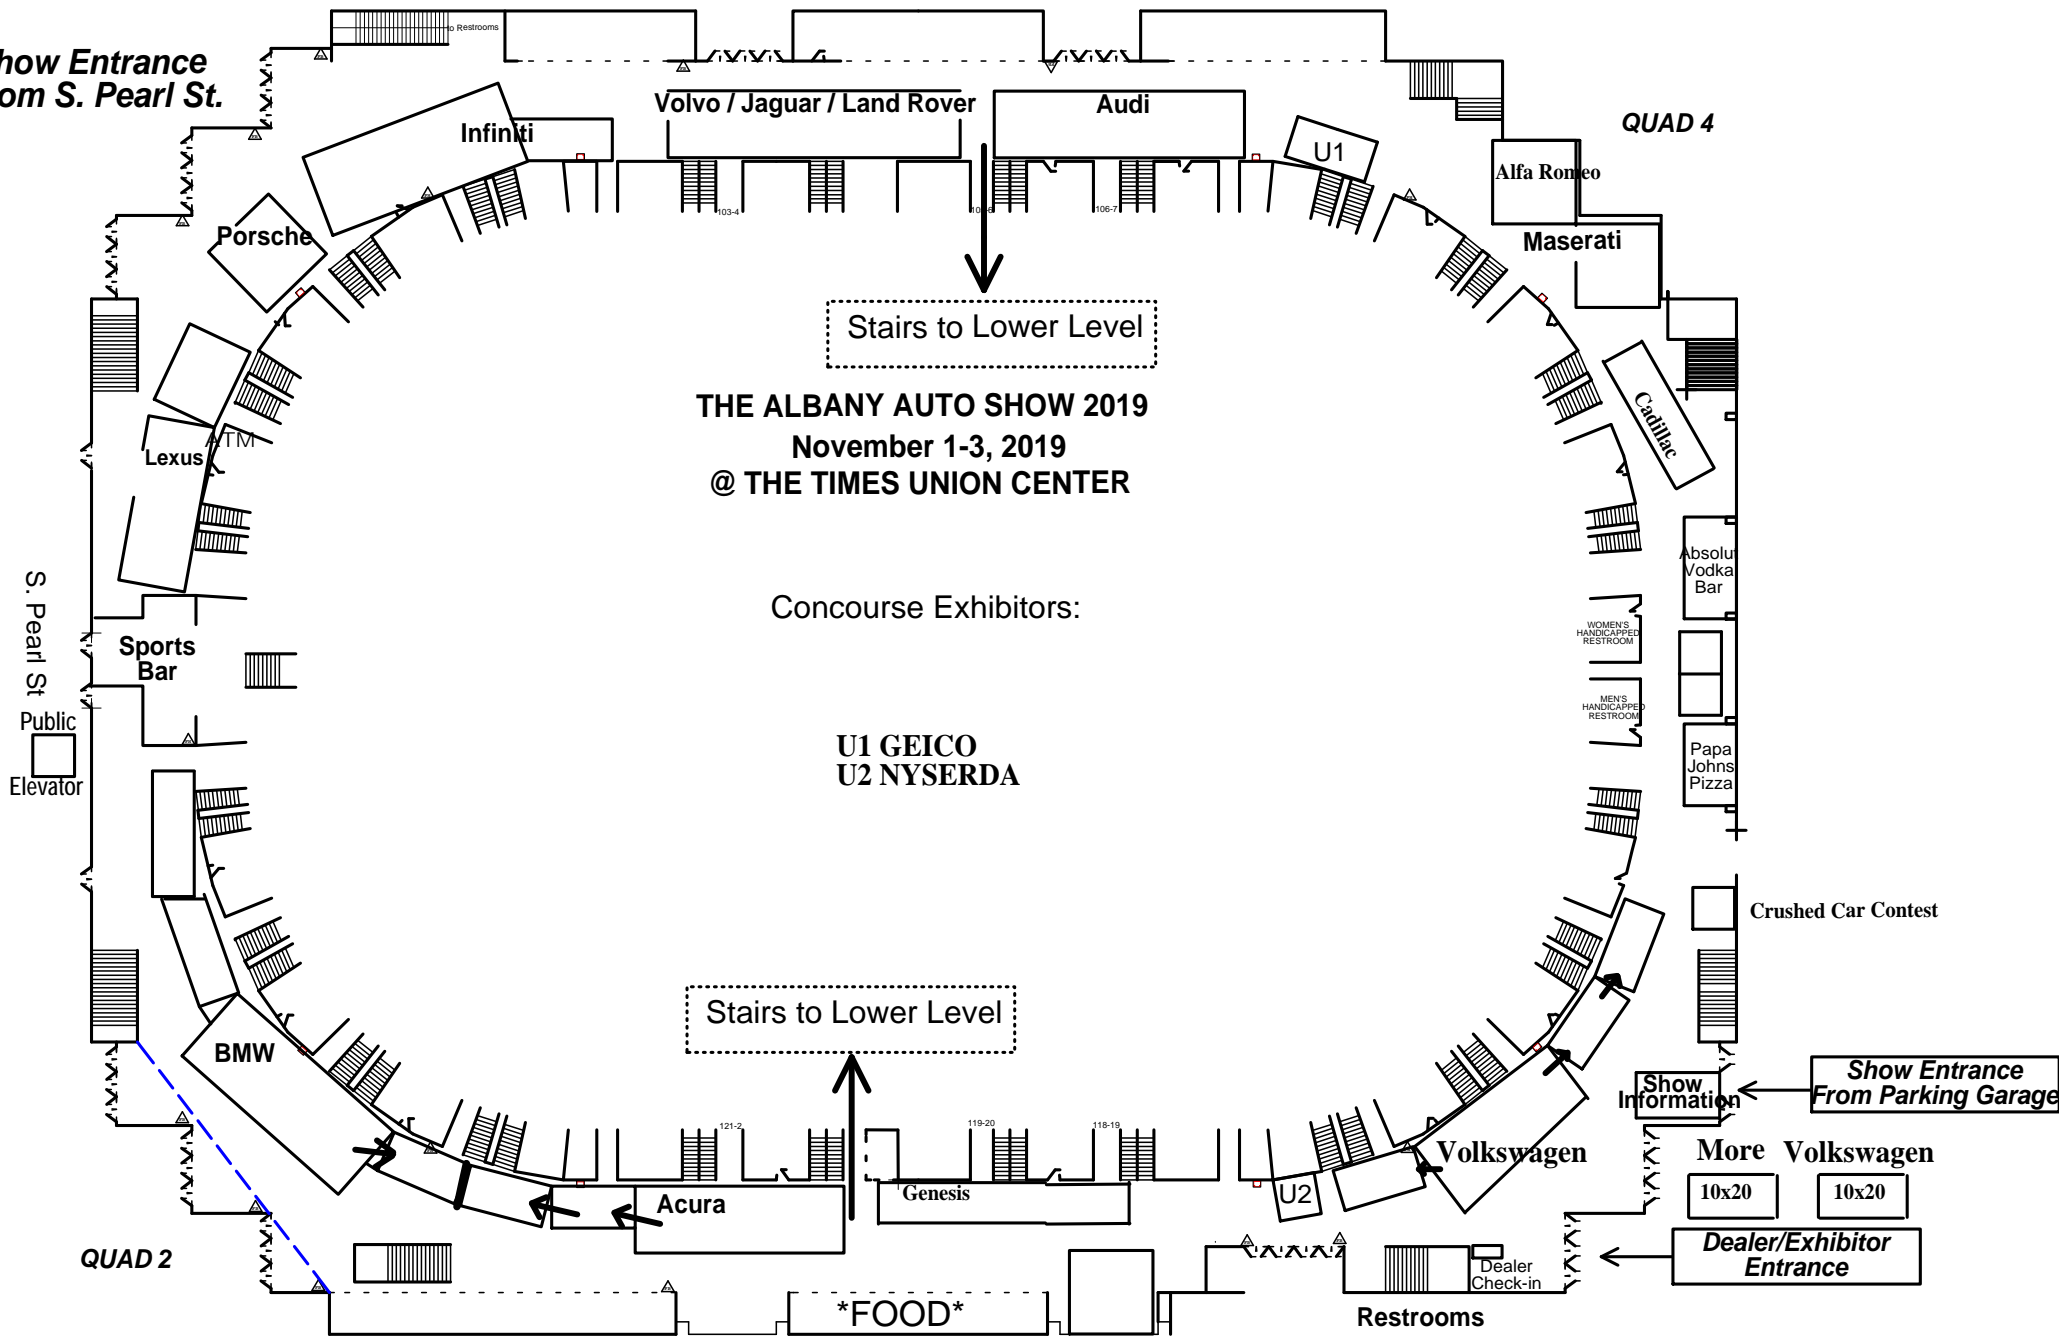 to Restrooms
how Entrance
om S. Pearl St.
Volvo / Jaguar / Land Rover
Audi
Infiniti
U1
QUAD 4
Alfa Romeo
103-4
106-7
Porsche
Maserati
Stairs to Lower Level
THE ALBANY AUTO SHOW 2019
November 1-3, 2019
@ THE TIMES UNION CENTER
Cadillac
ATM
Lexus
Absolut
Vodka
Bar
S. Pearl St
Concourse Exhibitors:
WOMEN'S
HANDICAPPED
RESTROOM
Sports
Bar
MEN'S
HANDICAPPED
RESTROOM
Public
Elevator
U1 GEICO
U2 NYSERDA
Papa
Johns
Pizza
Crushed Car Contest
Stairs to Lower Level
BMW
Show
Information
Show Entrance
From Parking Garage
121-2
119-20
118-19
Volkswagen
More Volkswagen
10x20
10x20
Acura
Genesis
U2
QUAD 2
Dealer/Exhibitor
Entrance
Dealer
Check-in
*FOOD*
Restrooms